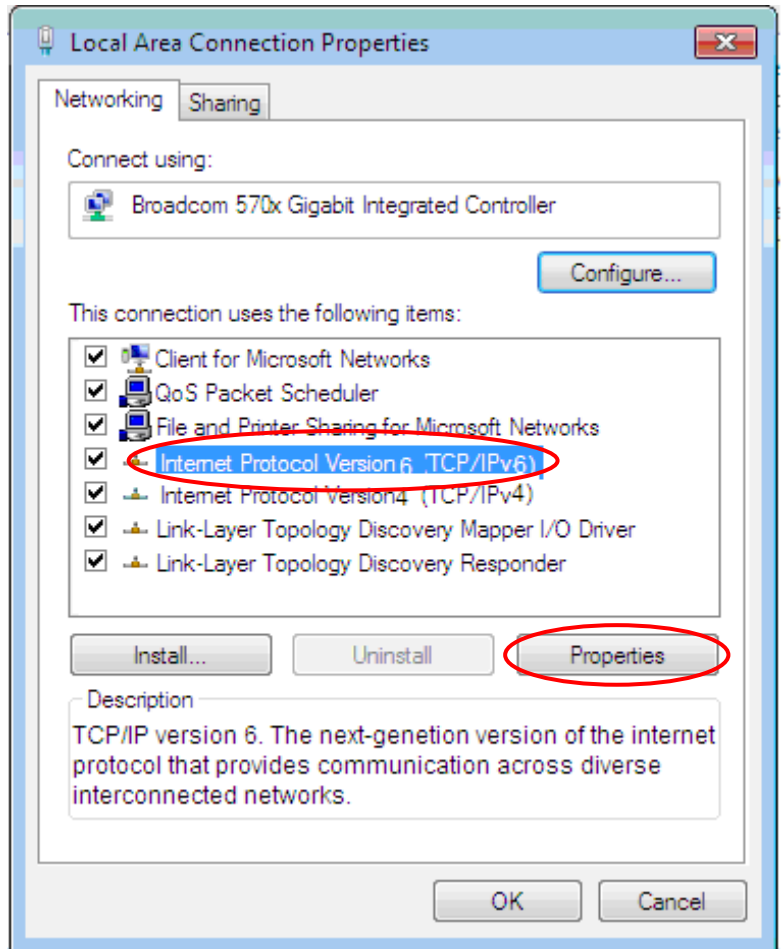 Local Area Connection Properties
Networking
Sharing
Connect using:
Broadcom 570x Gigabit Integrated Controller
Configure...
This connection uses the following items:
Client for Microsoft Networks
QoS Packet Scheduler
File and Printer Sharing for Microsoft Networks
Internet Protocol Version 6 'TCP/IPv6)
Internet Protocol Version4 (TCP/IPv4)
Link-Layer Topology Discovery Mapper I/O Driver
Link-Layer Topology Discovery Responder
Install...
Uninstall
Properties
Description
TCP/IP version 6. The next-genetion version of the internet
protocol that provides communication across diverse
interconnected networks.
OK
Cancel